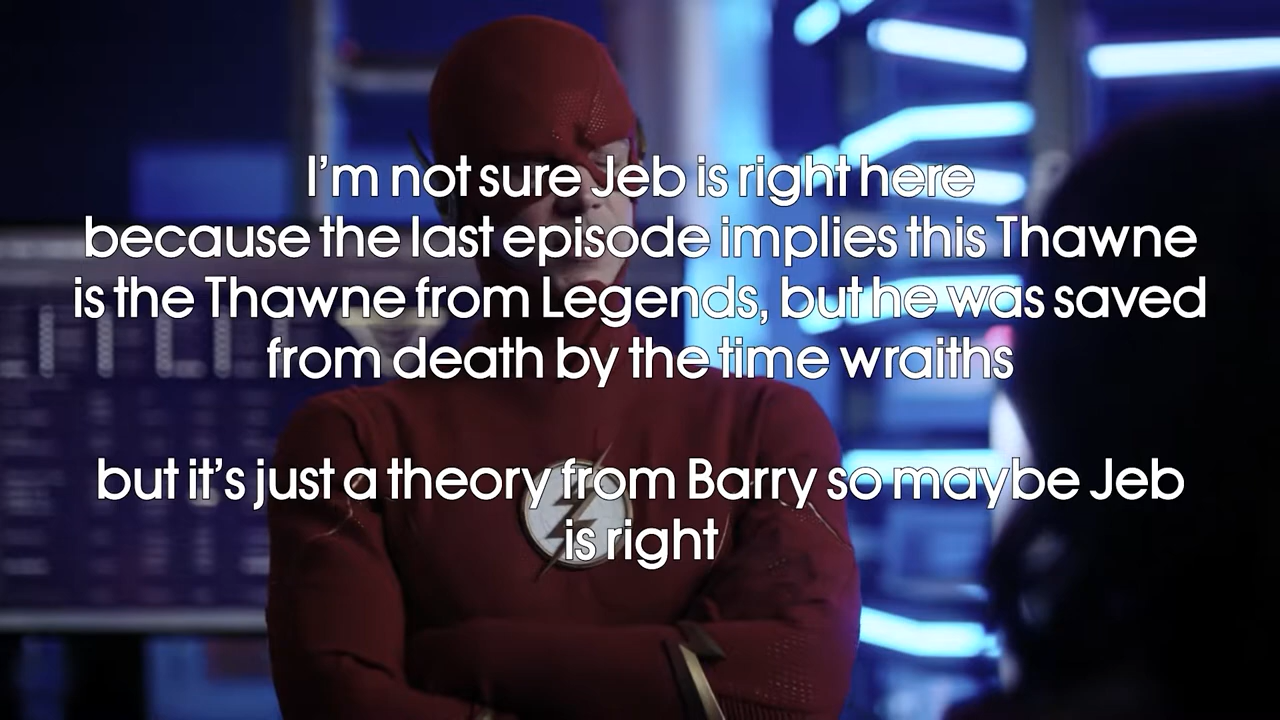 I'm not sure Jeb is right here
because the last episode implies this Thawne
is the Thawne from Legends, but he was saved
from death by the time wraiths
but it's just a theory from Barry so maybe Jeb
is right